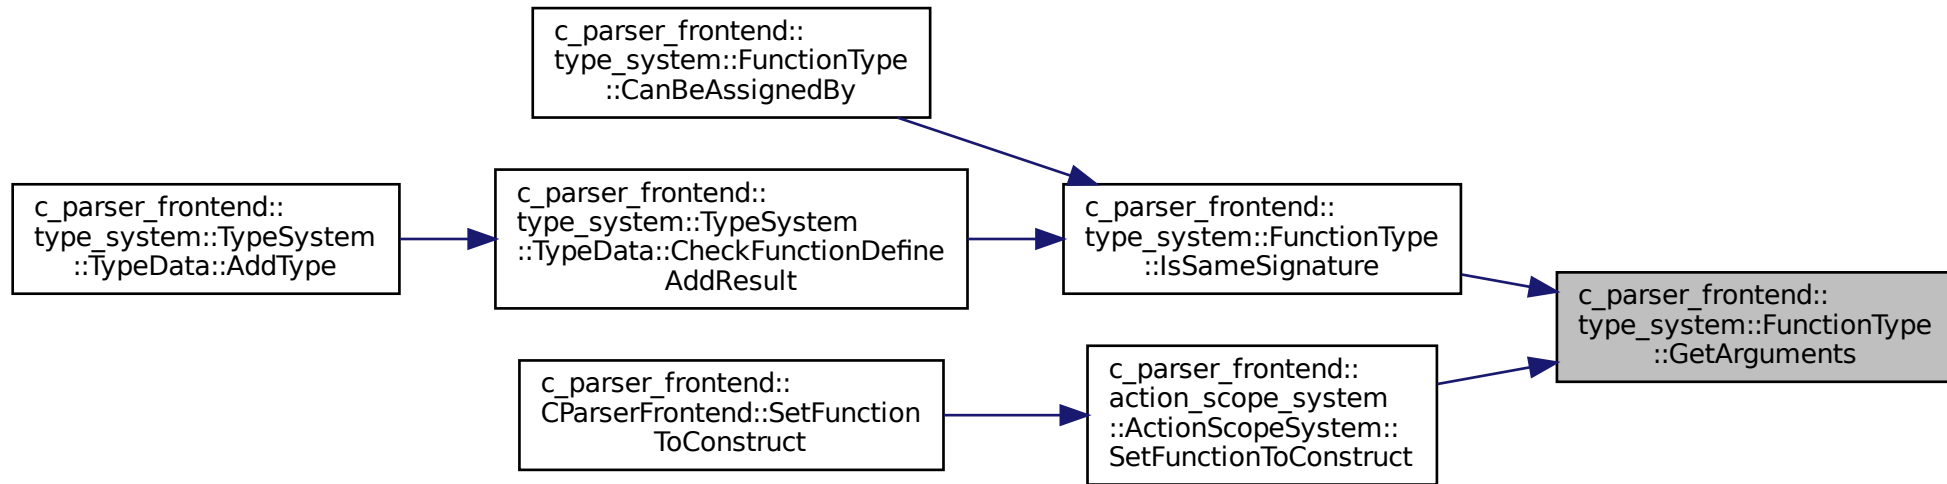 c_parser_frontend::
type_system::FunctionType
::CanBeAssignedBy
c_parser_frontend::
type_system::TypeSystem
::TypeData::AddType
c_parser_frontend::
type_system::TypeSystem
::TypeData::CheckFunctionDefine
AddResult
c_parser_frontend::
type_system::FunctionType
::IsSameSignature
c_parser_frontend::
type_system::FunctionType
::GetArguments
c_parser_frontend::
CParserFrontend::SetFunction
ToConstruct
c_parser_frontend::
action_scope_system
::ActionScopeSystem::
SetFunctionToConstruct